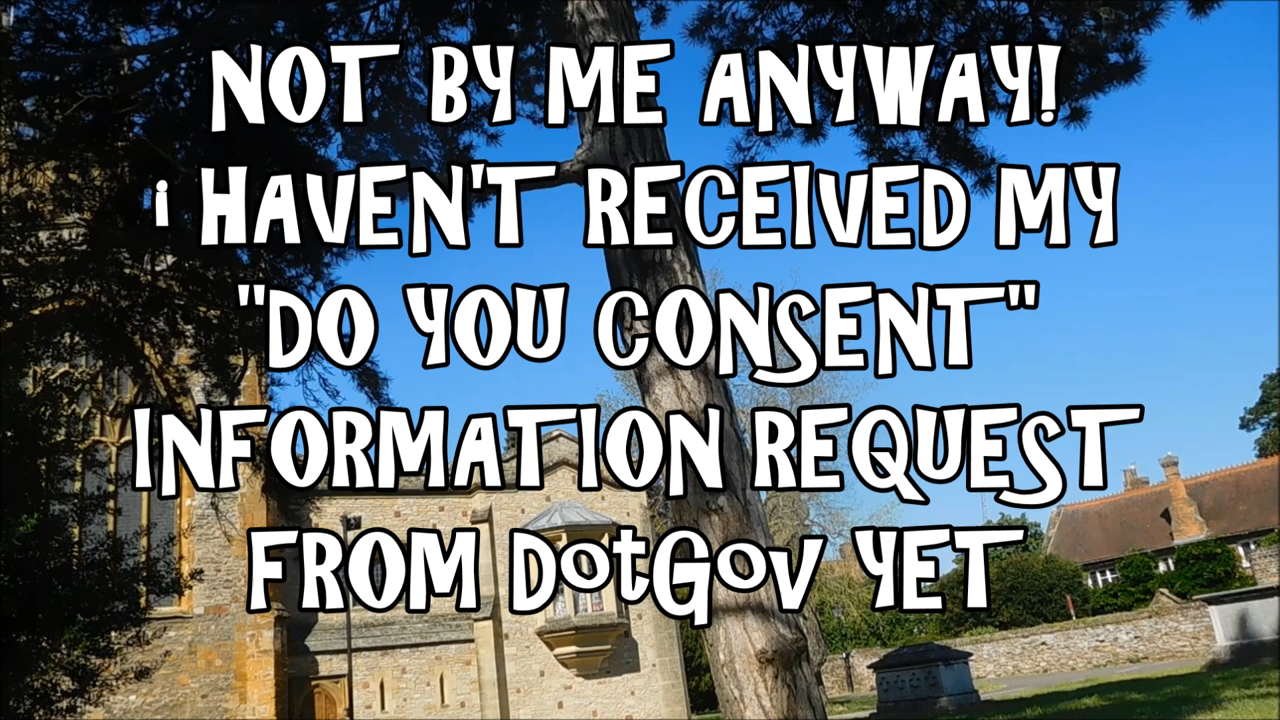 NOT BY ME ANYWAY!
i HAVEN'T RECEIVED MY
"DO YOU CONSENT"
INFORMATION REQUEST
FROM DotGov YET